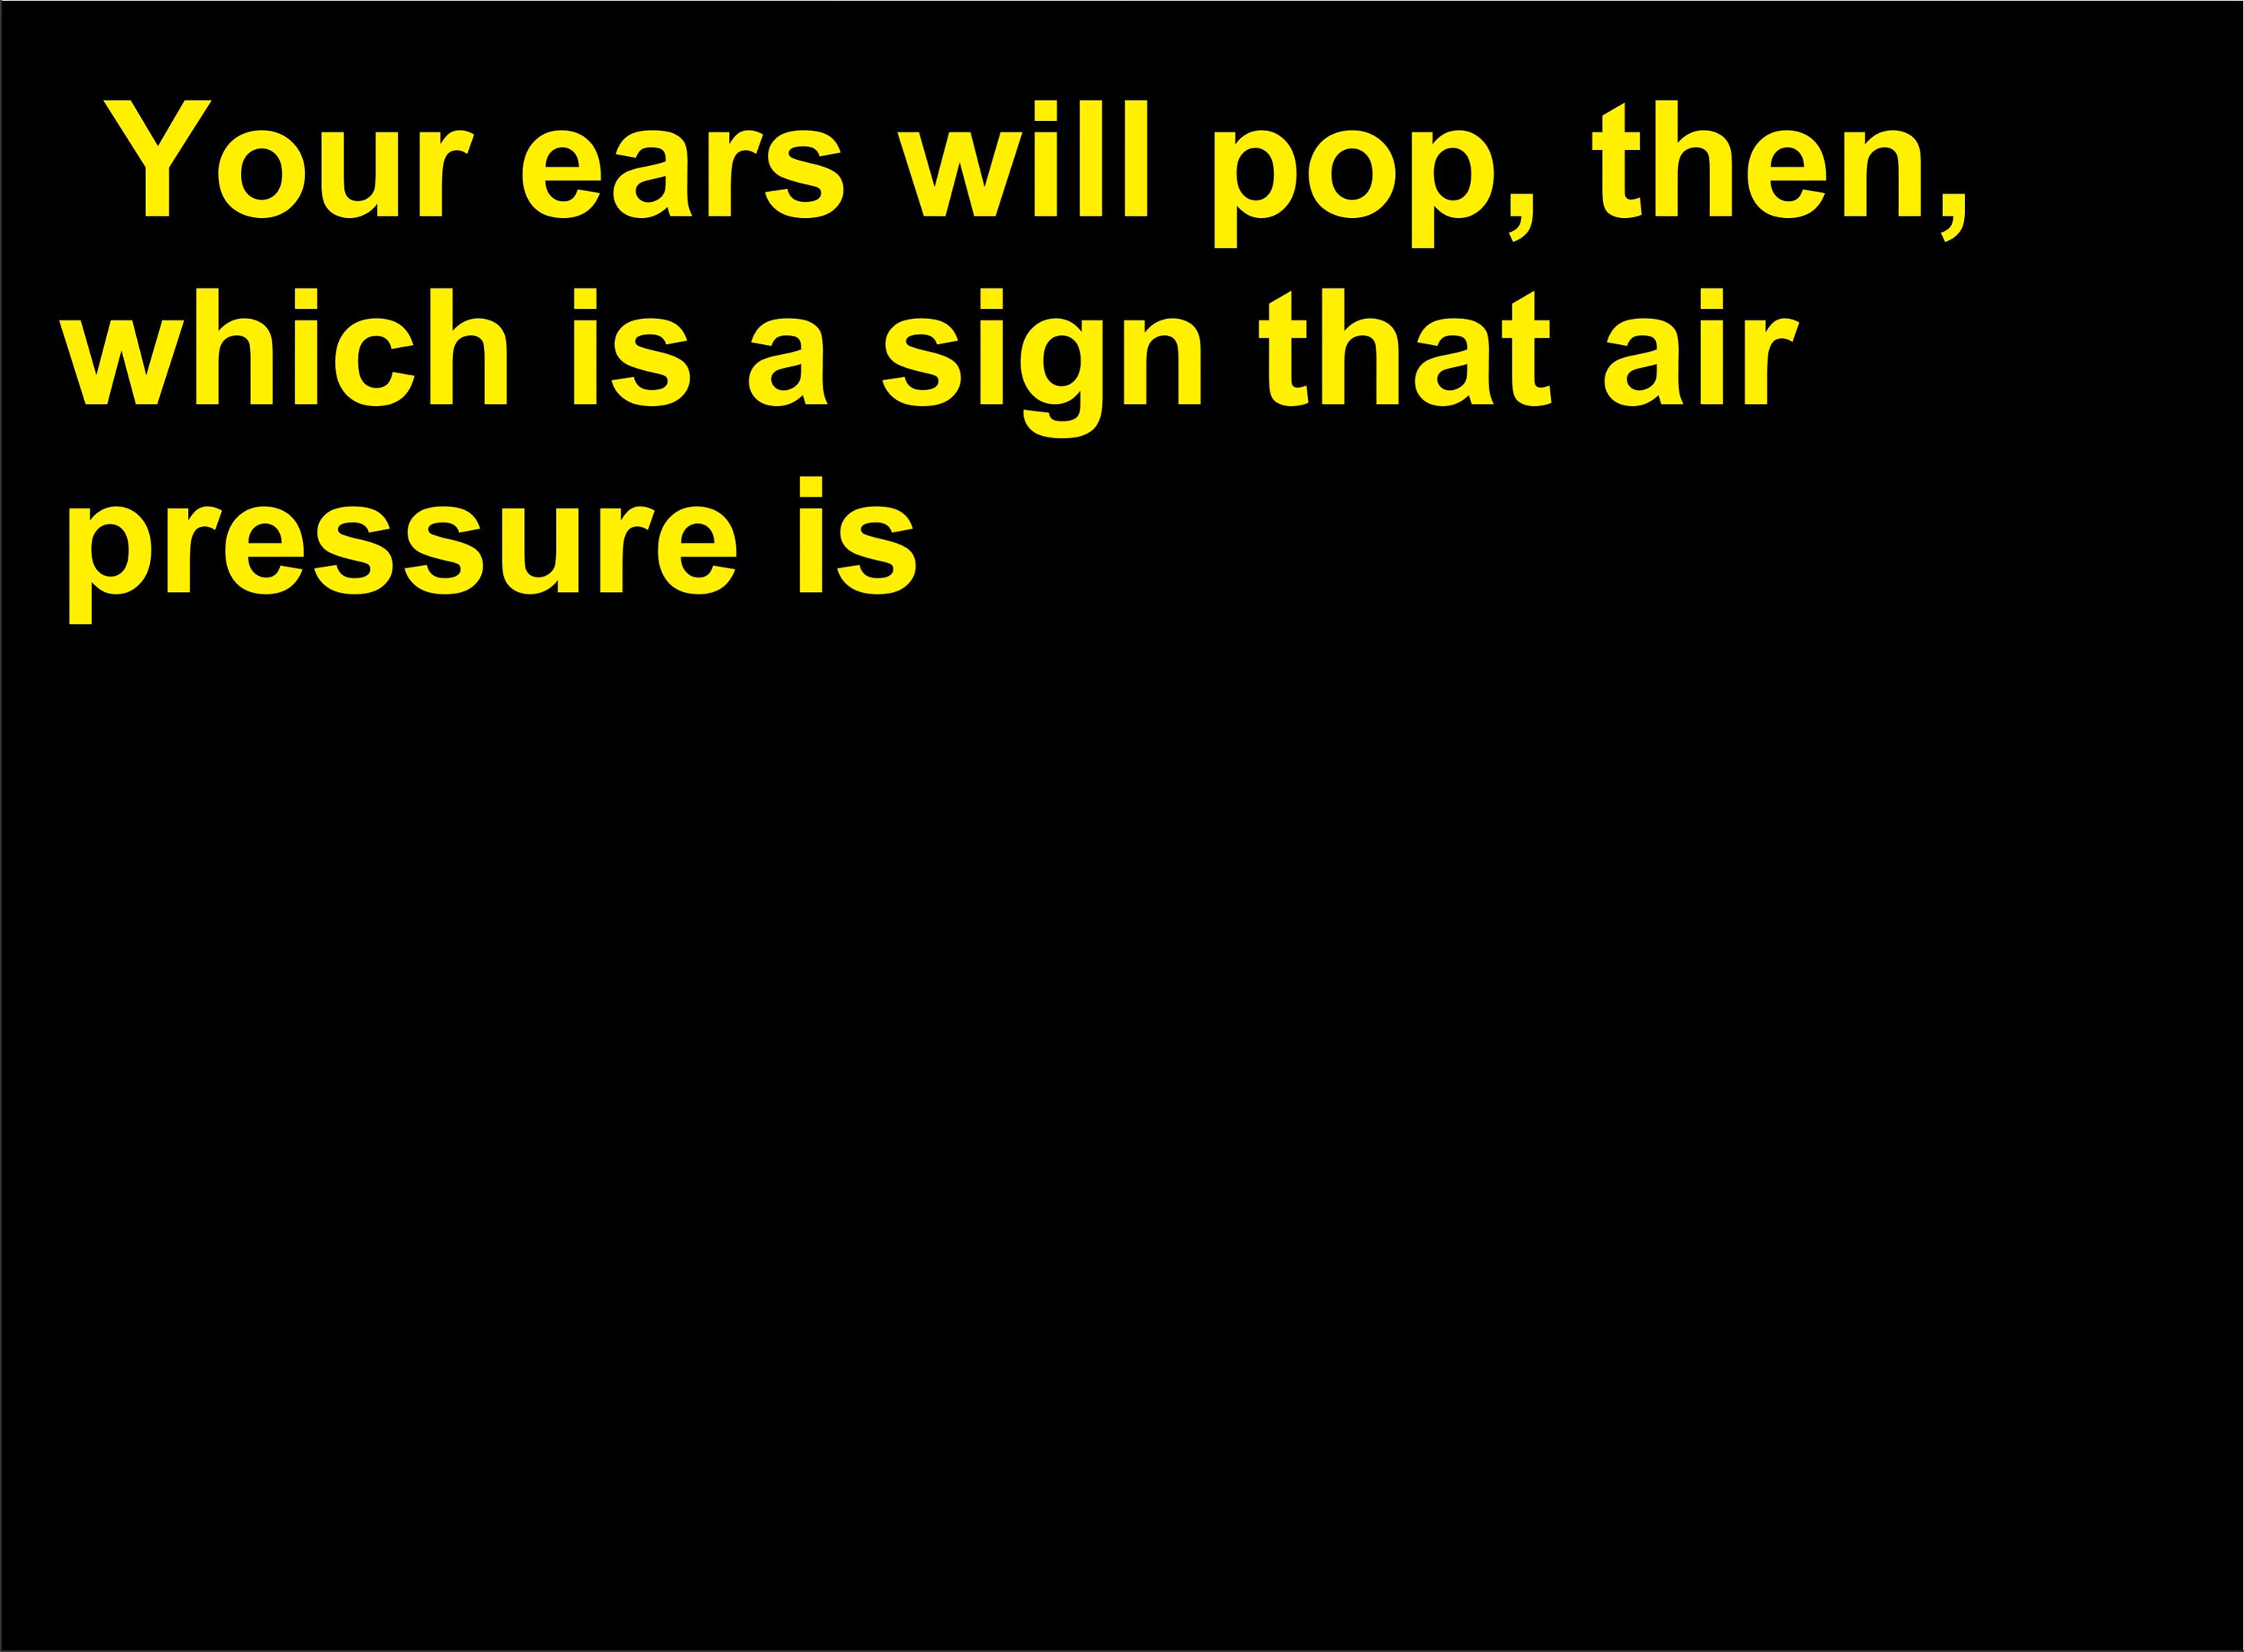 Your ears will pop, then,
which is a sign that air
pressure is